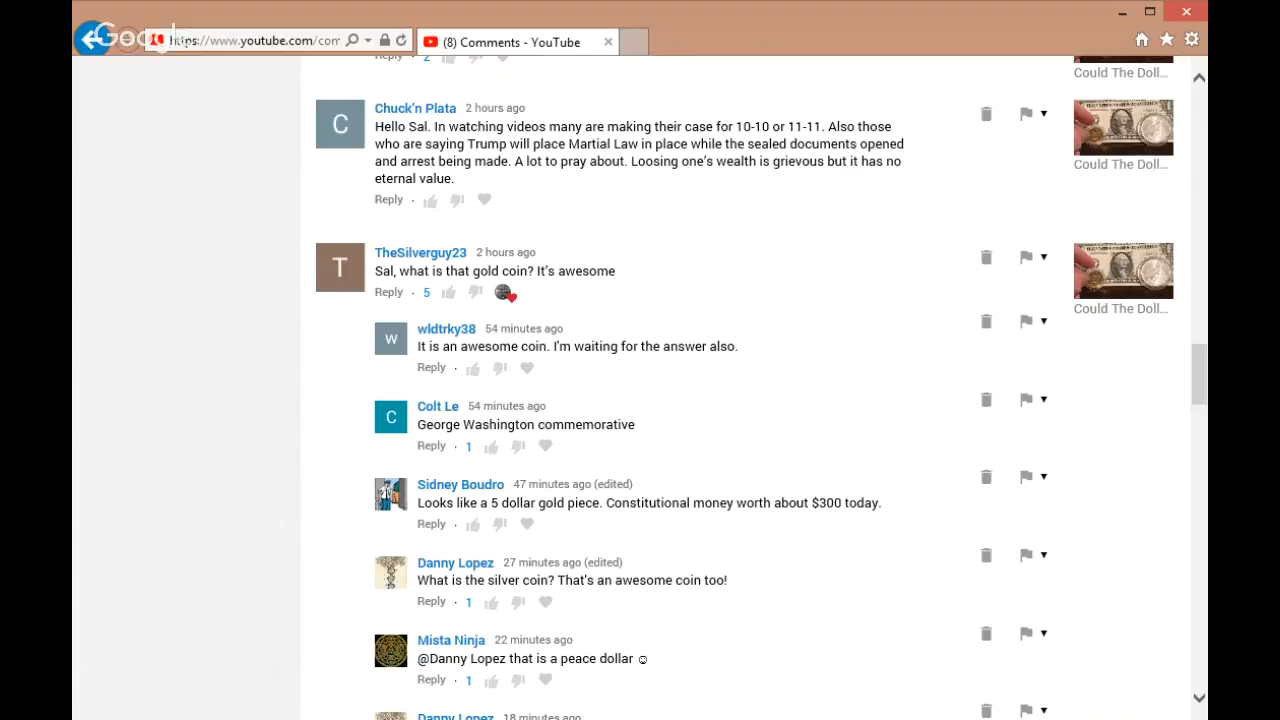 Google
https://www.youtube.com/com
(8) Comments - YouTube
Reply · 2
Could The Doll...
C
Chuck'n Plata 2 hours ago
Hello Sal. In watching videos many are making their case for 10-10 or 11-11. Also those
who are saying Trump will place Martial Law in place while the sealed documents opened
and arrest being made. A lot to pray about. Loosing one's wealth is grievous but it has no
eternal value.
Reply ·
Could The Doll...
T
TheSilverguy23 2 hours ago
Sal, what is that gold coin? It's awesome
Reply · 5
Could The Doll...
w
wldtrky38 54 minutes ago
It is an awesome coin. I'm waiting for the answer also.
Reply ·
C
Colt Le 54 minutes ago
George Washington commemorative
Reply · 1
Sidney Boudro 47 minutes ago (edited)
Looks like a 5 dollar gold piece. Constitutional money worth about $300 today.
Reply ·
Danny Lopez 27 minutes ago (edited)
What is the silver coin? That's an awesome coin too!
Reply · 1
Mista Ninja 22 minutes ago
@Danny Lopez that is a peace dollar ☺
Reply · 1
Danny Lopez 18 minutes ago